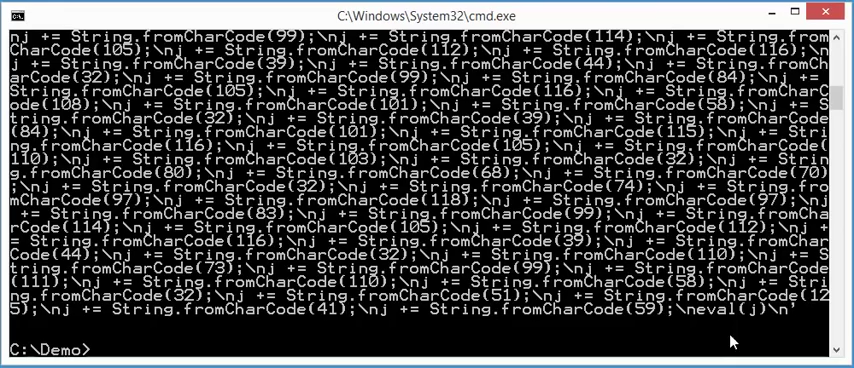 C:\Windows\System32\cmd.exe
nj += String.fromCharCode(99);\nj += String.fromCharCode(114);\nj += String.from
CharCode(105);\nj += String.fromCharCode(112);\nj += String.fromCharCode(116);\n
j += String.fromCharCode(39);\nj += String.fromCharCode(44);\nj += String.fromCh
arCode(32);\nj += String.fromCharCode(99);\nj += String.fromCharCode(84);\nj +=
String.fromCharCode(105);\nj += String.fromCharCode(116);\nj += String.fromCharC
ode(108);\nj += String.fromCharCode(101);\nj += String.fromCharCode(58);\nj += S
tring.fromCharCode(32);\nj += String.fromCharCode(39);\nj += String.fromCharCode
(84);\nj += String.fromCharCode(101);\nj += String.fromCharCode(115);\nj += Stri
ng.fromCharCode(116);\nj += String.fromCharCode(105);\nj += String.fromCharCode(
110);\nj += String.fromCharCode(103);\nj += String.fromCharCode(32);\nj += Strin
g.fromCharCode(80);\nj += String.fromCharCode(68);\nj += String.fromCharCode(70)
;\nj += String.fromCharCode(32);\nj += String.fromCharCode(74);\nj += String.fro
mCharCode(97);\nj += String.fromCharCode(118);\nj += String.fromCharCode(97);\nj
 += String.fromCharCode(83);\nj += String.fromCharCode(99);\nj += String.fromCha
rCode(114);\nj += String.fromCharCode(105);\nj += String.fromCharCode(112);\nj +
= String.fromCharCode(116);\nj += String.fromCharCode(39);\nj += String.fromChar
Code(44);\nj += String.fromCharCode(32);\nj += String.fromCharCode(110);\nj += S
tring.fromCharCode(73);\nj += String.fromCharCode(99);\nj += String.fromCharCode
(111);\nj += String.fromCharCode(110);\nj += String.fromCharCode(58);\nj += Stri
ng.fromCharCode(32);\nj += String.fromCharCode(51);\nj += String.fromCharCode(12
5);\nj += String.fromCharCode(41);\nj += String.fromCharCode(59);\neval(j)\n'
C:\Demo>